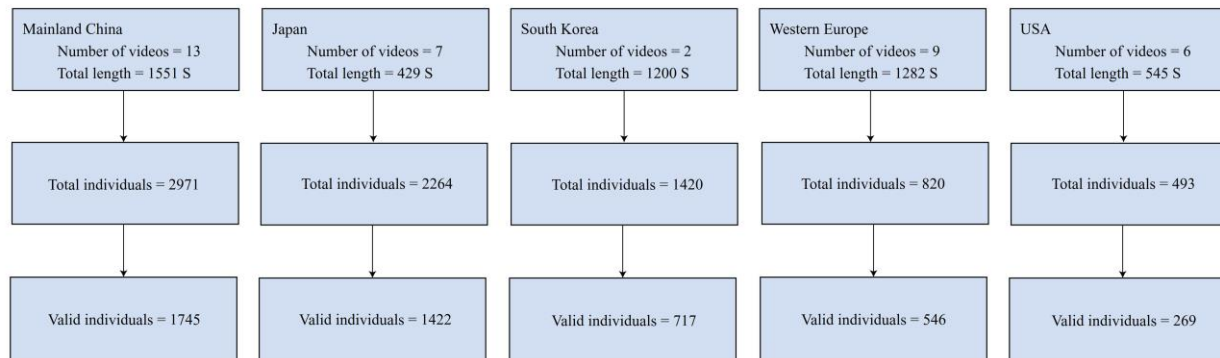 Mainland China
Number of videos = 13
Total length = 1551 S
Total individuals = 2971
Valid individuals = 1745
Japan
Number of videos = 7
Total length = 429 S
Total individuals = 2264
Valid individuals = 1422
South Korea
Number of videos = 2
Total length = 1200 S
Total individuals = 1420
Valid individuals = 717
Western Europe
Number of videos = 9
Total length = 1282 S
Total individuals = 820
Valid individuals = 546
USA
Number of videos = 6
Total length = 545 S
Total individuals = 493
Valid individuals = 269